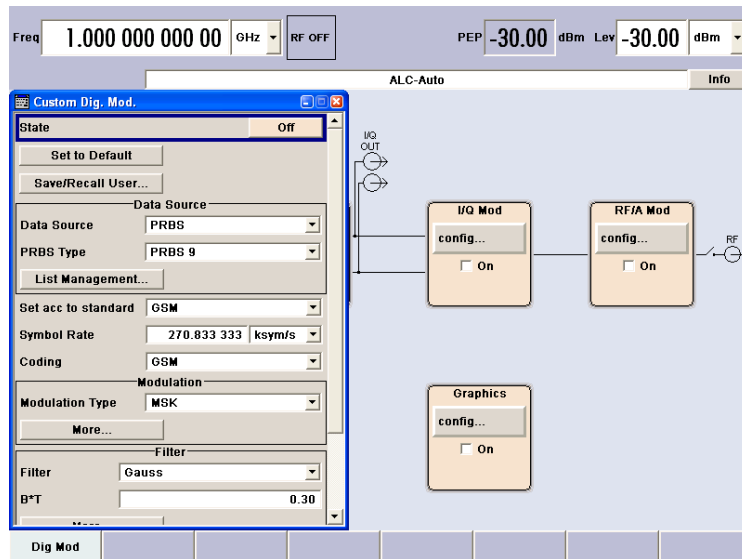 Freq 1.000 000 000 00 GHz RF OFF PEP -30.00 dBm Lev -30.00 dBm
ALC-Auto Info
Custom Dig. Mod.
State Off
Set to Default
Save/Recall User...
Data Source
Data Source PRBS
PRBS Type PRBS 9
List Management...
Set acc to standard GSM
Symbol Rate 270.833 333 ksym/s
Coding GSM
Modulation
Modulation Type MSK
More...
Filter
Filter Gauss
B*T 0.30
I/Q
OUT
I/Q Mod
config...
On
RF/A Mod
config...
On
RF
Graphics
config...
On
Dig Mod